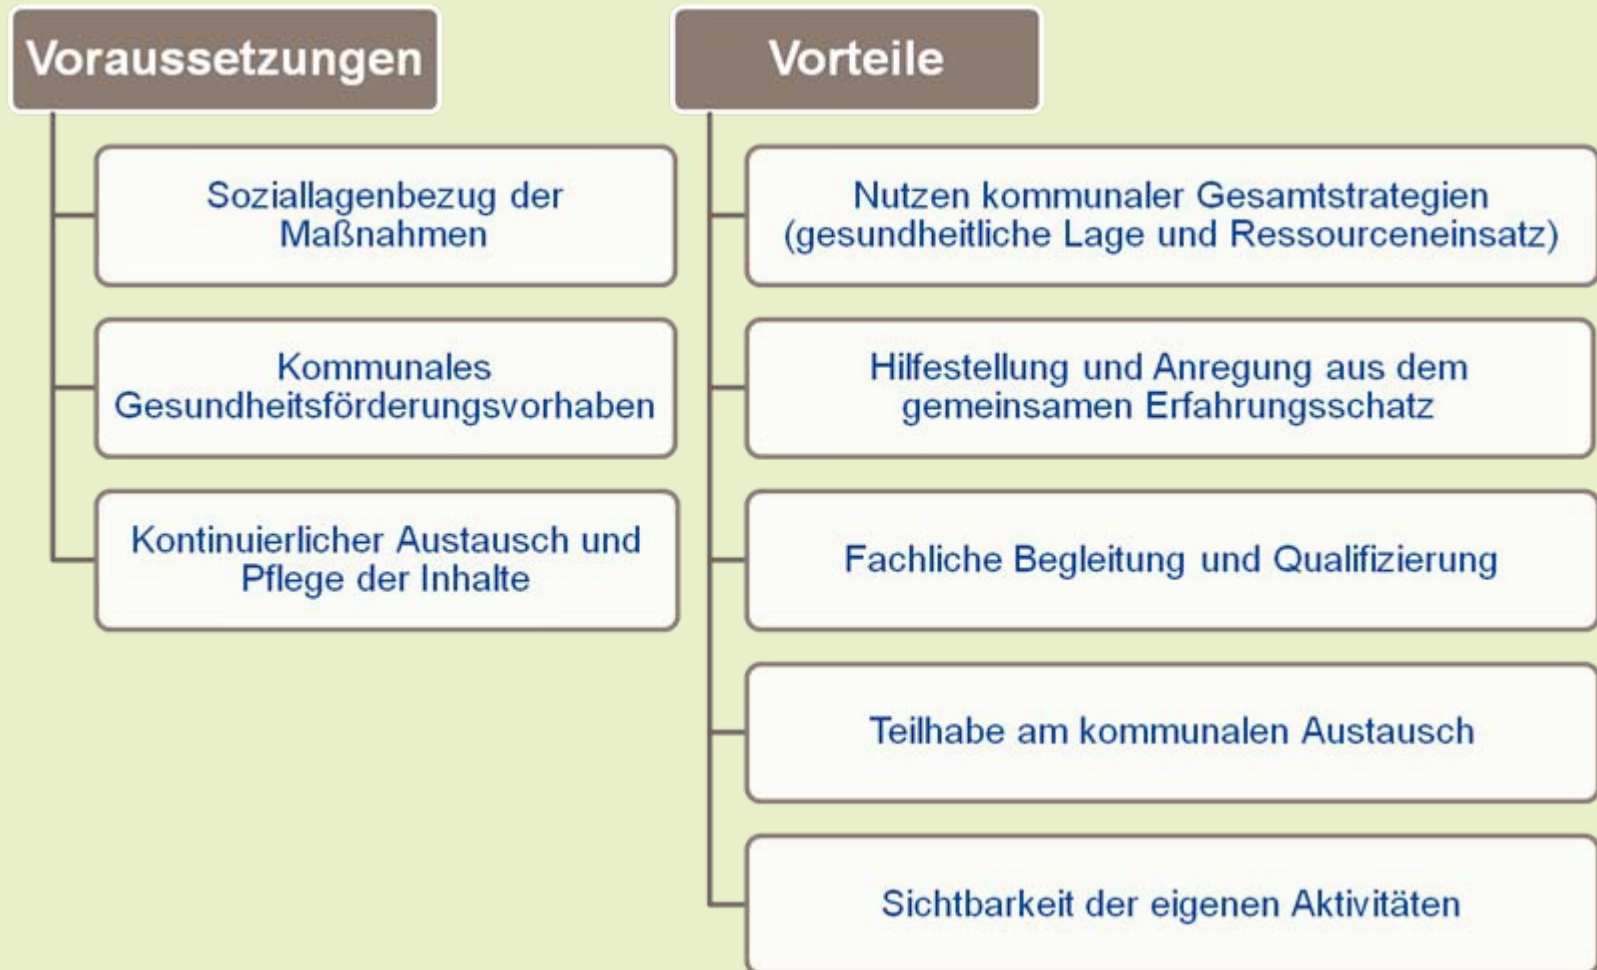 Voraussetzungen
Soziallagenbezug der
Maßnahmen
Kommunales
Gesundheitsförderungsvorhaben
Kontinuierlicher Austausch und
Pflege der Inhalte
Vorteile
Nutzen kommunaler Gesamtstrategien
(gesundheitliche Lage und Ressourceneinsatz)
Hilfestellung und Anregung aus dem
gemeinsamen Erfahrungsschatz
Fachliche Begleitung und Qualifizierung
Teilhabe am kommunalen Austausch
Sichtbarkeit der eigenen Aktivitäten